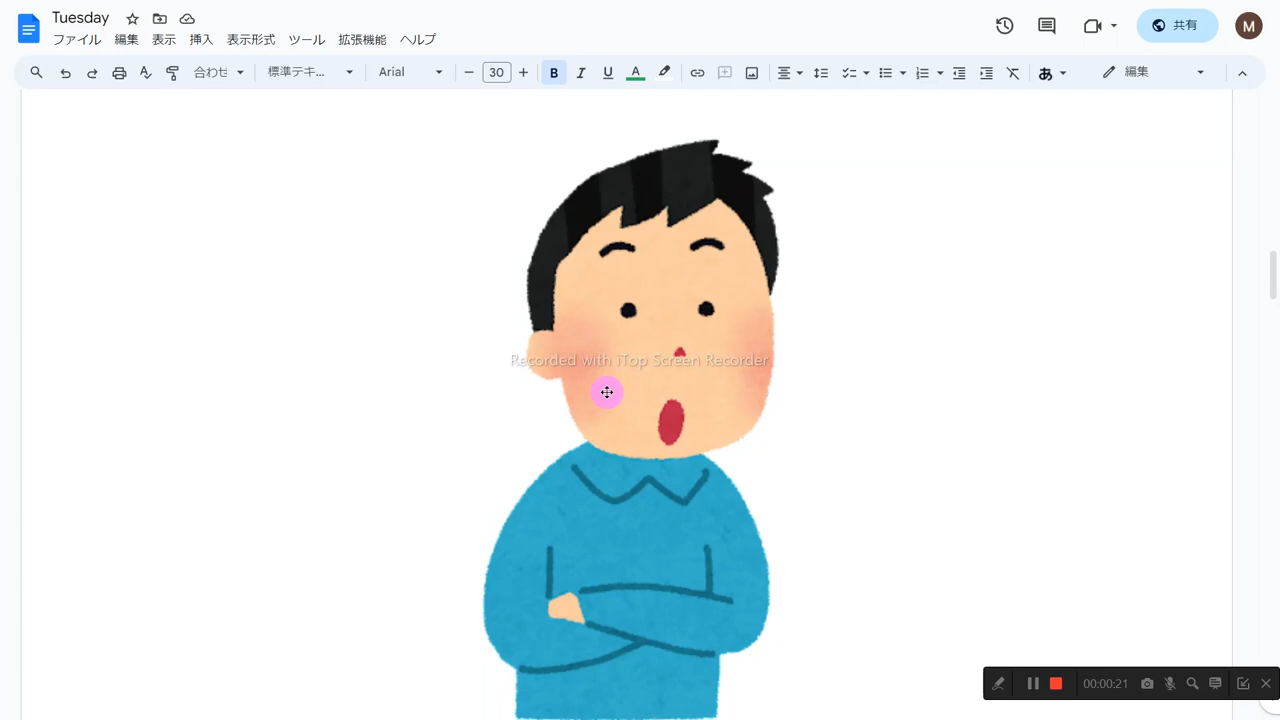 Tuesday
共有
M
ファイル 編集 表示 挿入 表示形式 ツール 拡張機能 ヘルプ
合わせ 標準テキ... Arial 30 B I U A あ 編集
Recorded with iTop Screen Recorder
00:00:21